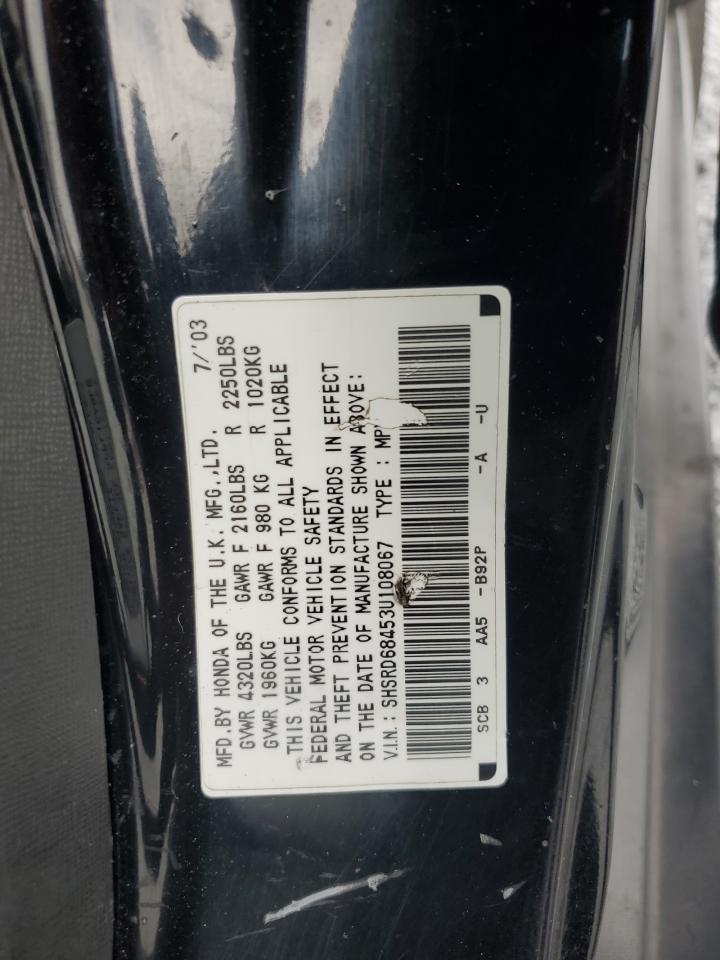 MFD.BY HONDA OF THE U.K. MFG.,LTD. 7/'03
GVWR 4320LBS GAWR F 2160LBS R 2250LBS
GVWR 1960KG GAWR F 980 KG R 1020KG
THIS VEHICLE CONFORMS TO ALL APPLICABLE
FEDERAL MOTOR VEHICLE SAFETY
AND THEFT PREVENTION STANDARDS IN EFFECT
ON THE DATE OF MANUFACTURE SHOWN ABOVE:
V.I.N.: SHSRD68453U108067 TYPE : MP
SCB 3 AA5 -B92P -A -U